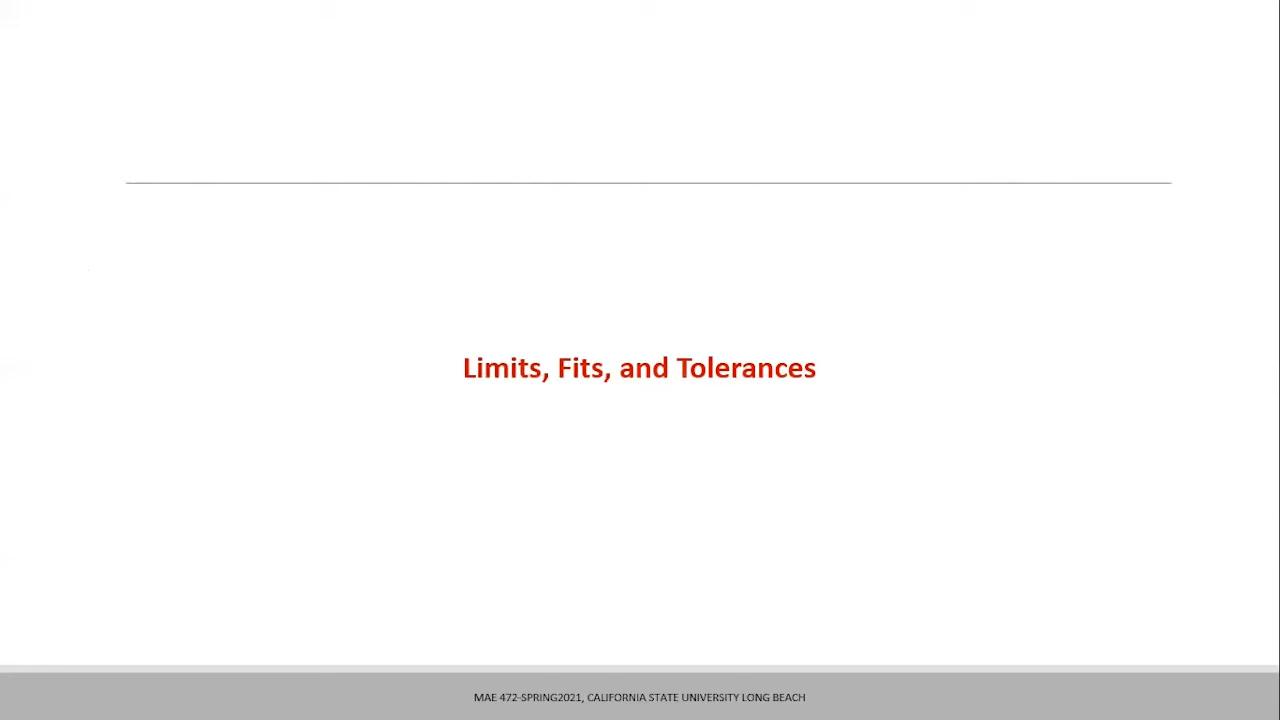 Limits, Fits, and Tolerances
MAE 472-SPRING2021, CALIFORNIA STATE UNIVERSITY LONG BEACH